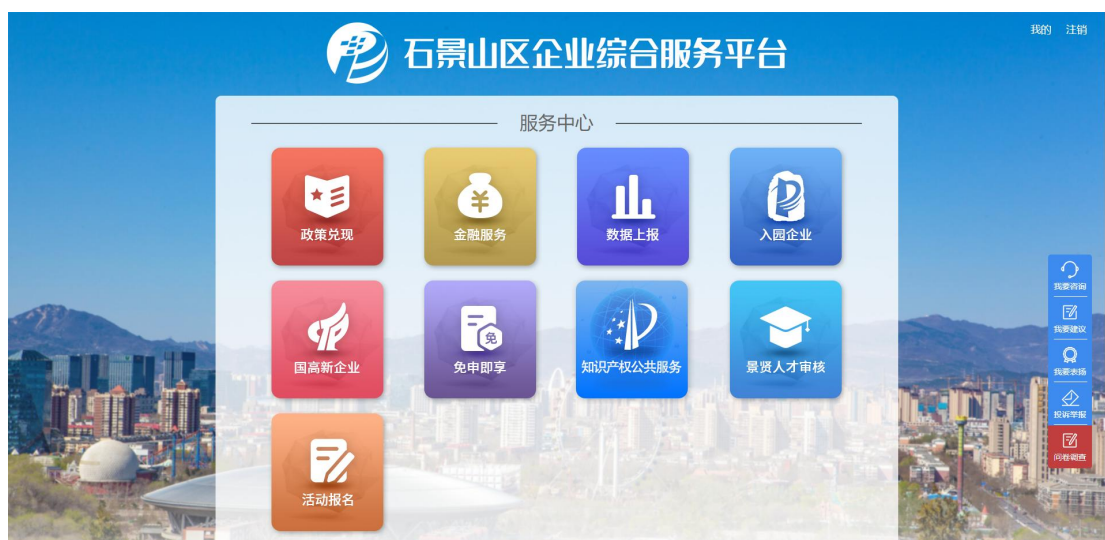 我的 注销
石景山区企业综合服务平台
服务中心
政策兑现 金融服务 数据上报 入园企业
国高新企业 免申即享 知识产权公共服务 景贤人才审核
活动报名
我要咨询
我要建议
我要表扬
投诉举报
问卷调查